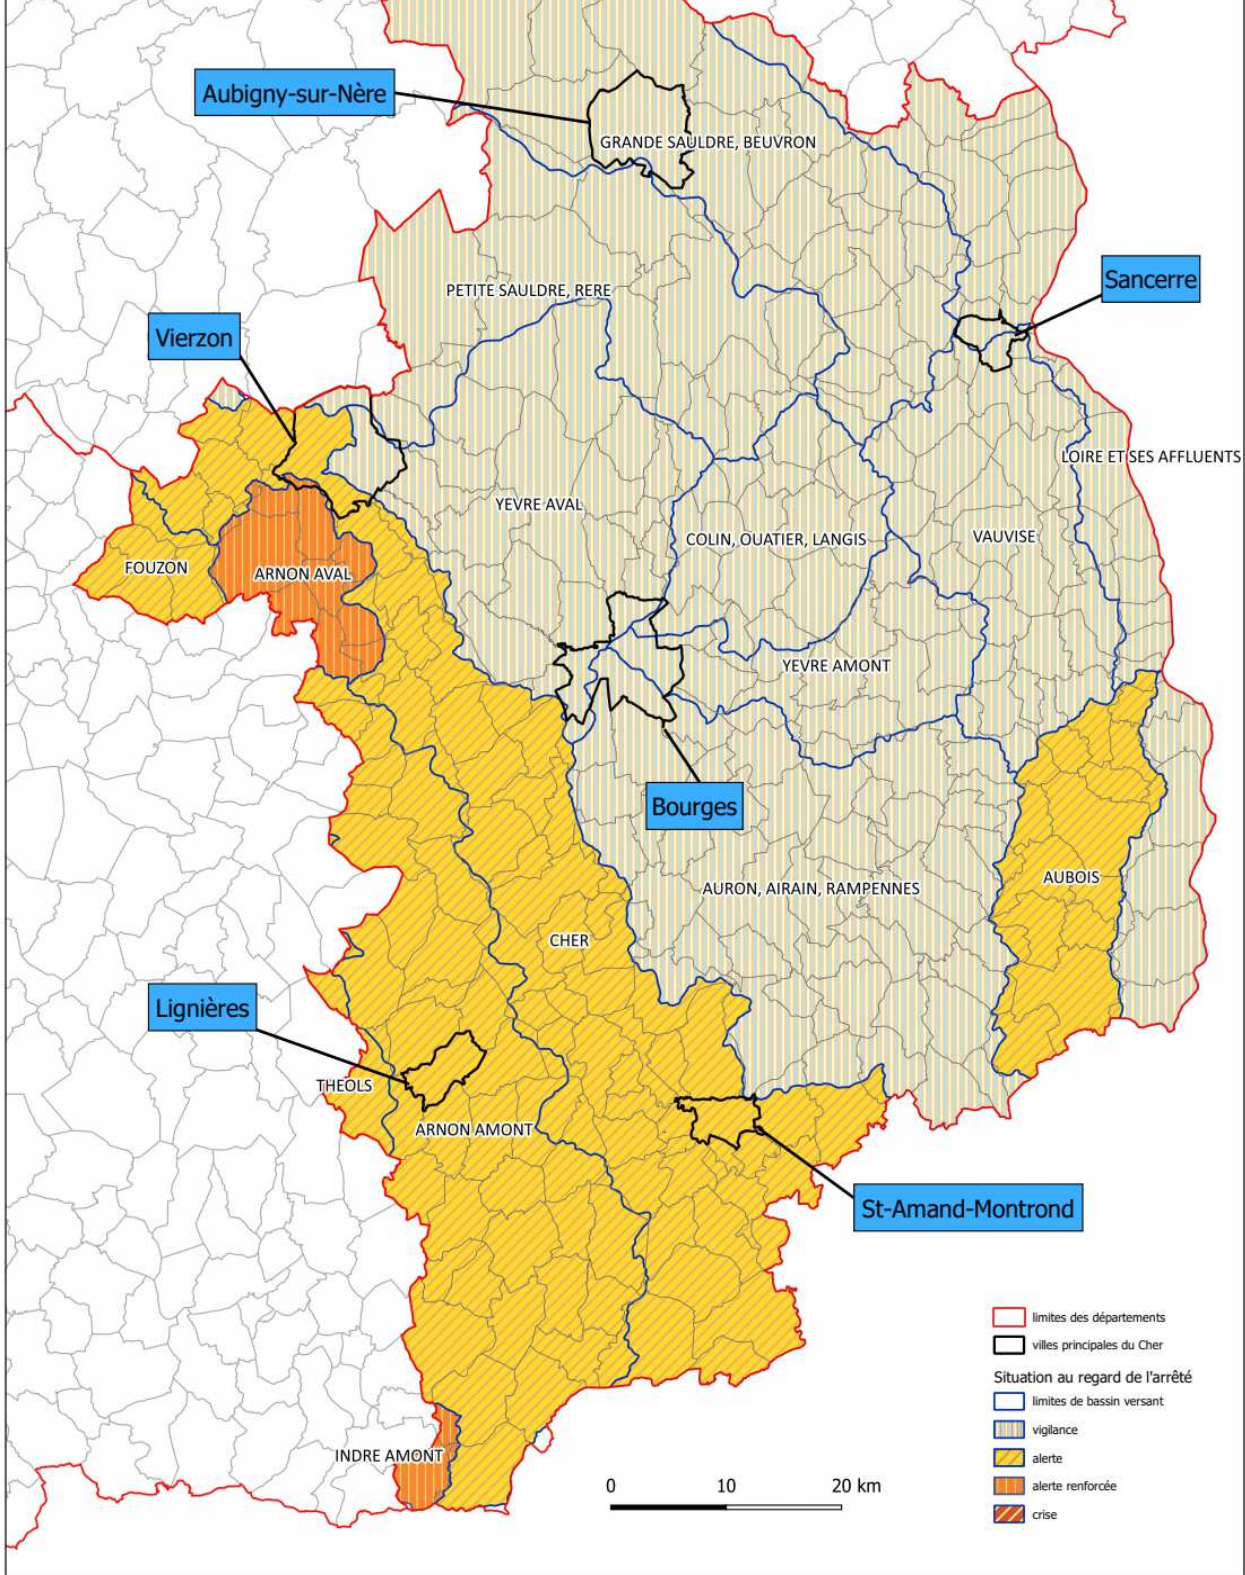 Aubigny-sur-Nère
GRANDE SAULDRE, BEUVRON
Sancerre
PETITE SAULDRE, RERE
Vierzon
LOIRE ET SES AFFLUENTS
YEVRE AVAL
COLIN, OUATIER, LANGIS
VAUVISE
FOUZON
ARNON AVAL
YEVRE AMONT
Bourges
AURON, AIRAIN, RAMPENNES
AUBOIS
CHER
Lignières
THEOLS
ARNON AMONT
St-Amand-Montrond
INDRE AMONT
0 10 20 km
limites des départements
villes principales du Cher
Situation au regard de l'arrêté
limites de bassin versant
vigilance
alerte
alerte renforcée
crise